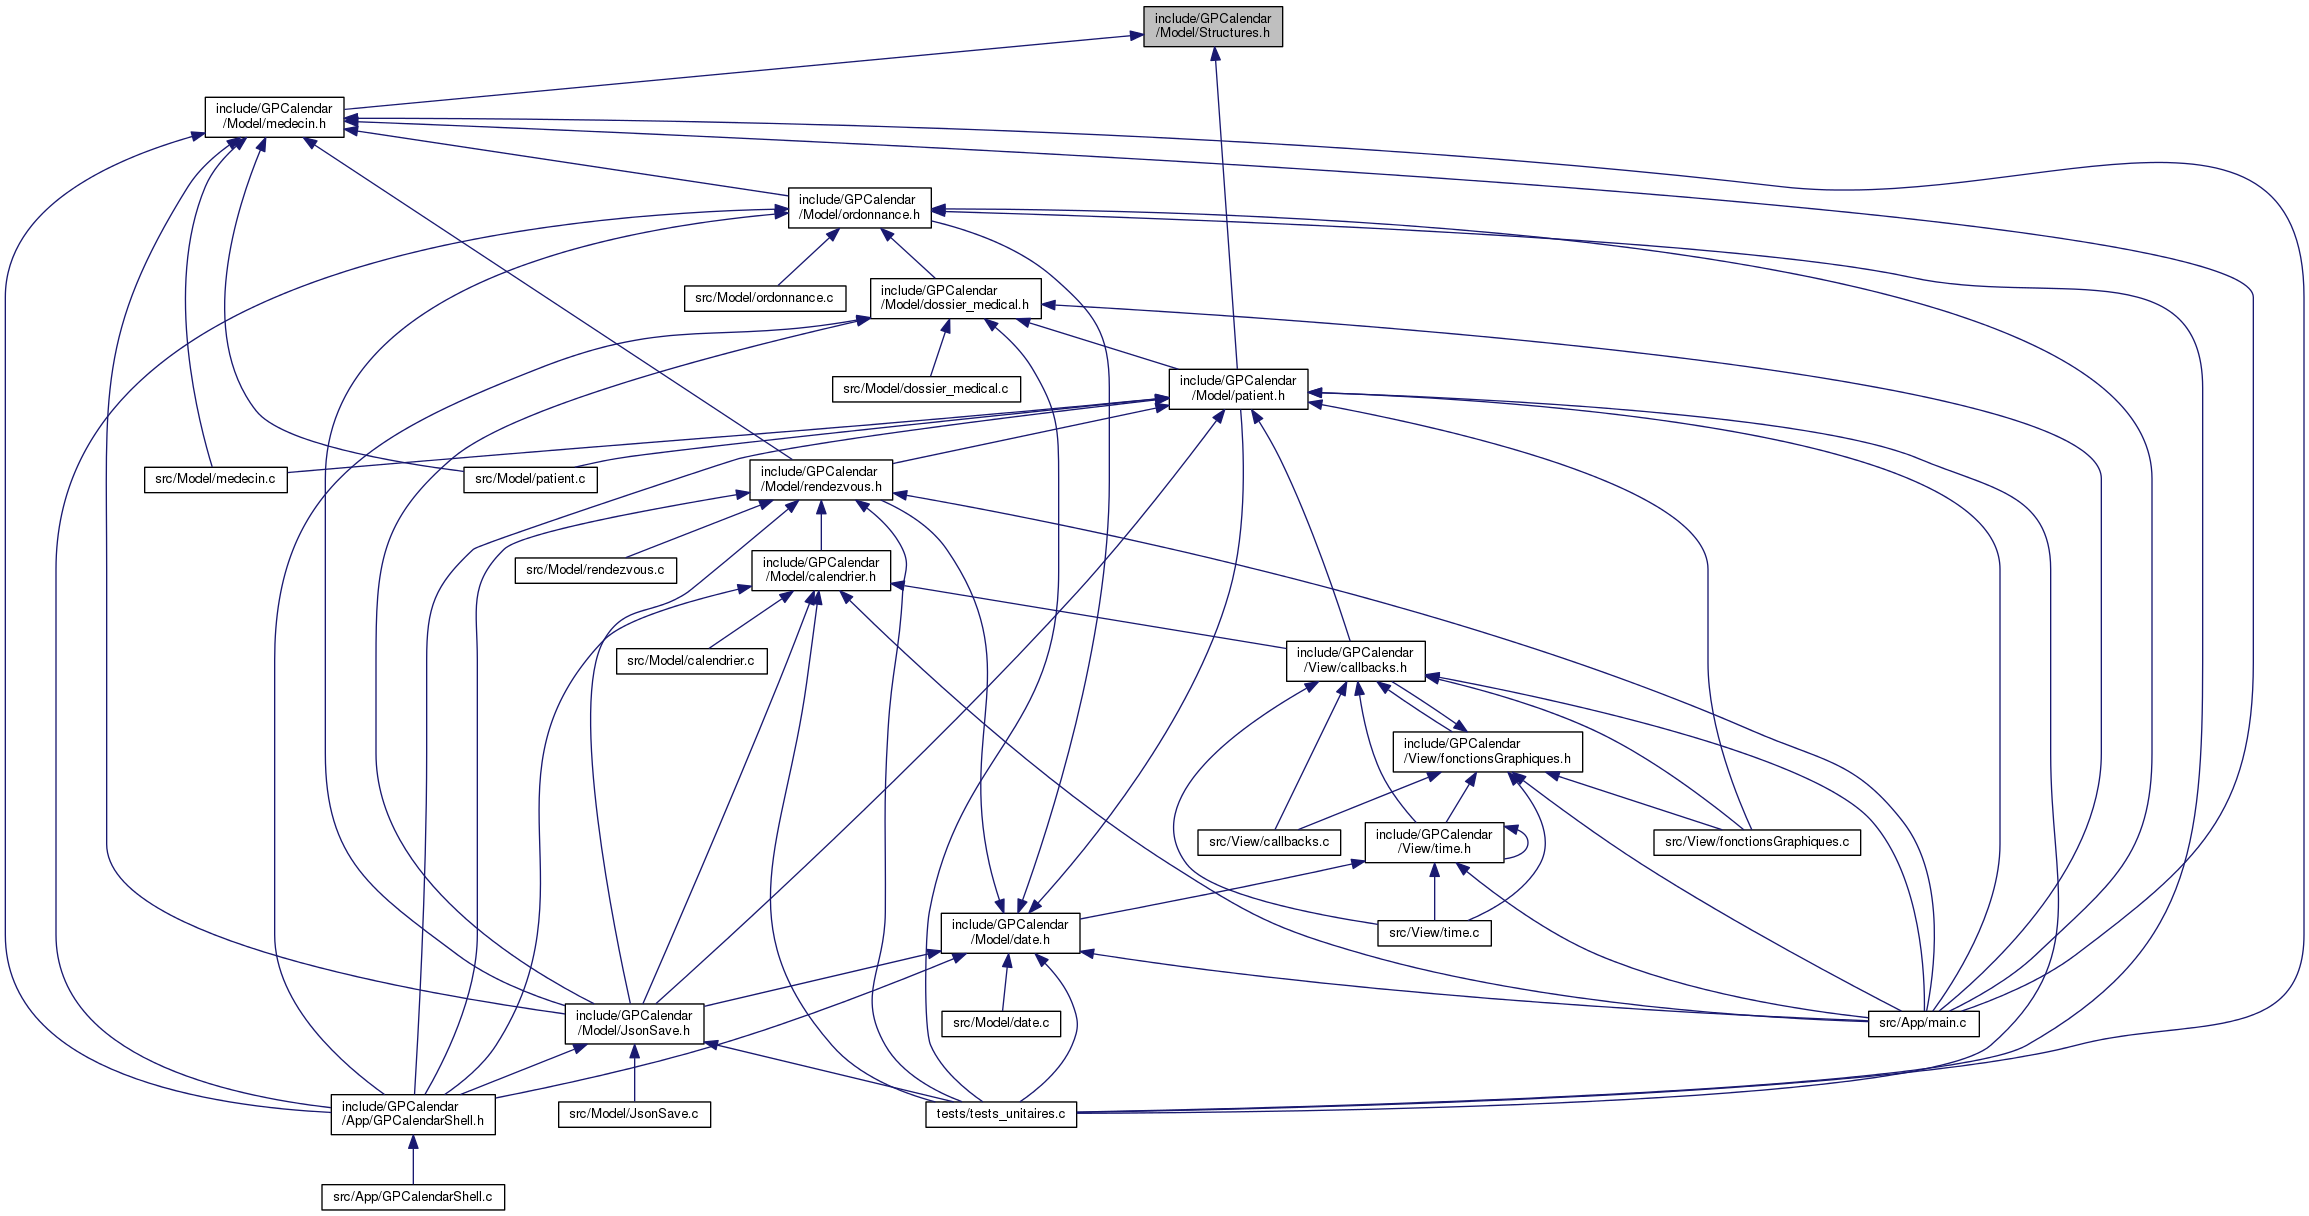 include/GPCalendar
/Model/Structures.h
include/GPCalendar
/Model/medecin.h
include/GPCalendar
/Model/ordonnance.h
src/Model/ordonnance.c
include/GPCalendar
/Model/dossier_medical.h
src/Model/dossier_medical.c
include/GPCalendar
/Model/patient.h
src/Model/medecin.c
src/Model/patient.c
include/GPCalendar
/Model/rendezvous.h
src/Model/rendezvous.c
include/GPCalendar
/Model/calendrier.h
src/Model/calendrier.c
include/GPCalendar
/View/callbacks.h
include/GPCalendar
/View/fonctionsGraphiques.h
src/View/callbacks.c
include/GPCalendar
/View/time.h
src/View/fonctionsGraphiques.c
include/GPCalendar
/Model/date.h
src/View/time.c
include/GPCalendar
/Model/JsonSave.h
src/Model/date.c
src/App/main.c
include/GPCalendar
/App/GPCalendarShell.h
src/Model/JsonSave.c
tests/tests_unitaires.c
src/App/GPCalendarShell.c